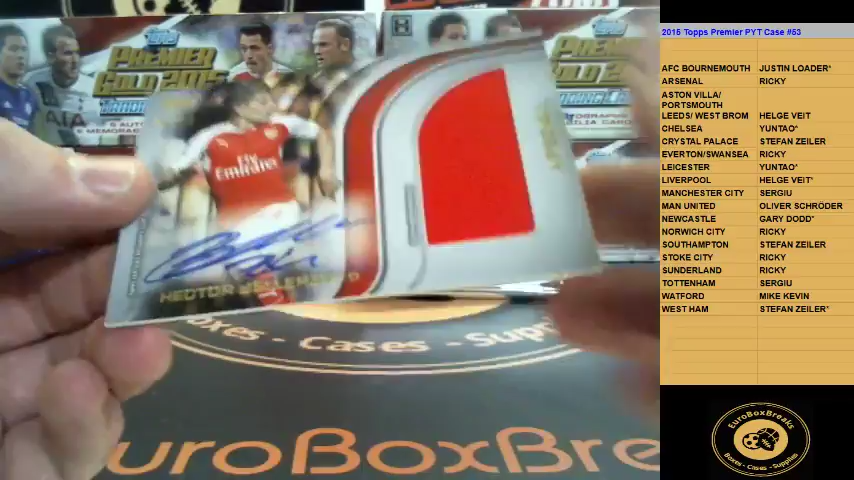 Topps
PREMIER
GOLD 2015
Topps
Fly
Emirates
HECTOR BELLERIN
Boxes - Cases - Supplies
EuroBoxBre
2015 Topps Premier PYT Case #53
AFC BOURNEMOUTH JUSTIN LOADER*
ARSENAL RICKY
ASTON VILLA/
PORTSMOUTH
LEEDS/ WEST BROM HELGE VEIT
CHELSEA YUNTAO*
CRYSTAL PALACE STEFAN ZEILER
EVERTON/SWANSEA RICKY
LEICESTER YUNTAO*
LIVERPOOL HELGE VEIT*
MANCHESTER CITY SERGIU
MAN UNITED OLIVER SCHRÖDER
NEWCASTLE GARY DODD*
NORWICH CITY RICKY
SOUTHAMPTON STEFAN ZEILER
STOKE CITY RICKY
SUNDERLAND RICKY
TOTTENHAM SERGIU
WATFORD MIKE KEVIN
WEST HAM STEFAN ZEILER*
EuroBoxBreaks
Boxes - Cases - Supplies